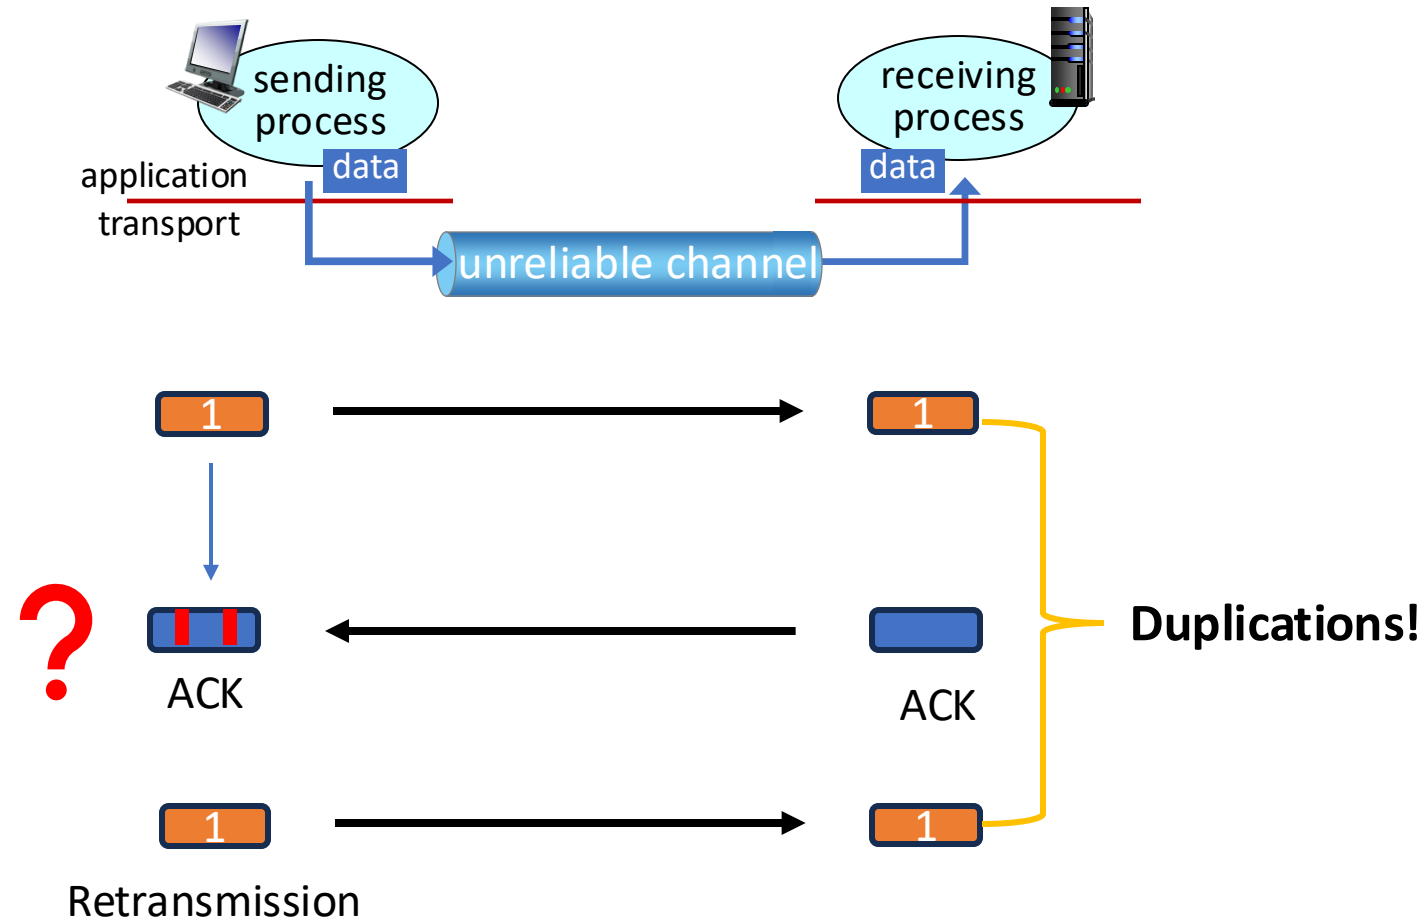 sending
process
data
receiving
process
data
application
transport
unreliable channel
1
1
?
ACK
ACK
Duplications!
1
1
Retransmission